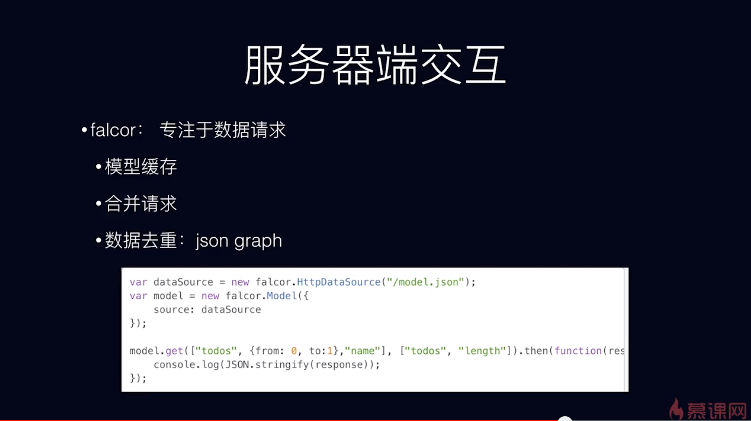 服务器端交互
•falcor： 专注于数据请求
•模型缓存
•合并请求
•数据去重：json graph
var dataSource = new falcor.HttpDataSource("/model.json");
var model = new falcor.Model({
    source: dataSource
});
model.get(["todos", {from: 0, to:1},"name"], ["todos", "length"]).then(function(res
    console.log(JSON.stringify(response));
});
慕课网